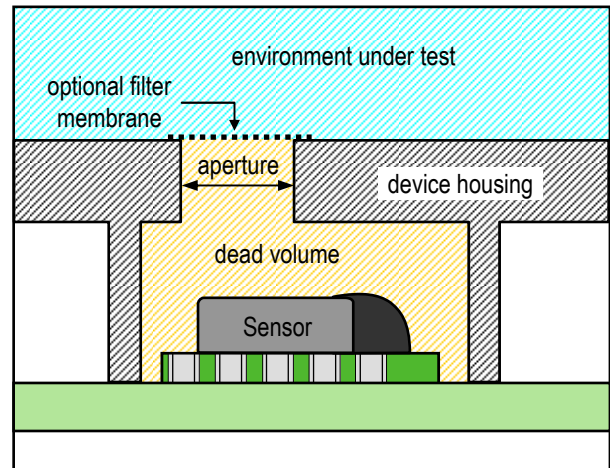 environment under test
optional filter
membrane
aperture
device housing
dead volume
Sensor